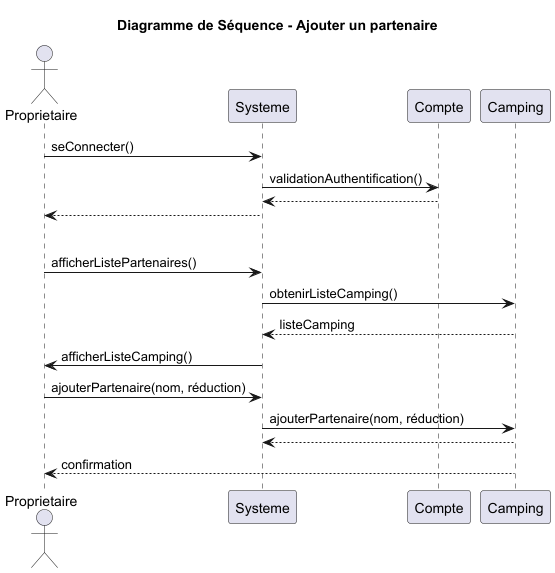 Diagramme de Séquence - Ajouter un partenaire
Proprietaire
Systeme
Compte
Camping
seConnecter()
validationAuthentification()
afficherListePartenaires()
obtenirListeCamping()
listeCamping
afficherListeCamping()
ajouterPartenaire(nom, réduction)
ajouterPartenaire(nom, réduction)
confirmation
Proprietaire
Systeme
Compte
Camping